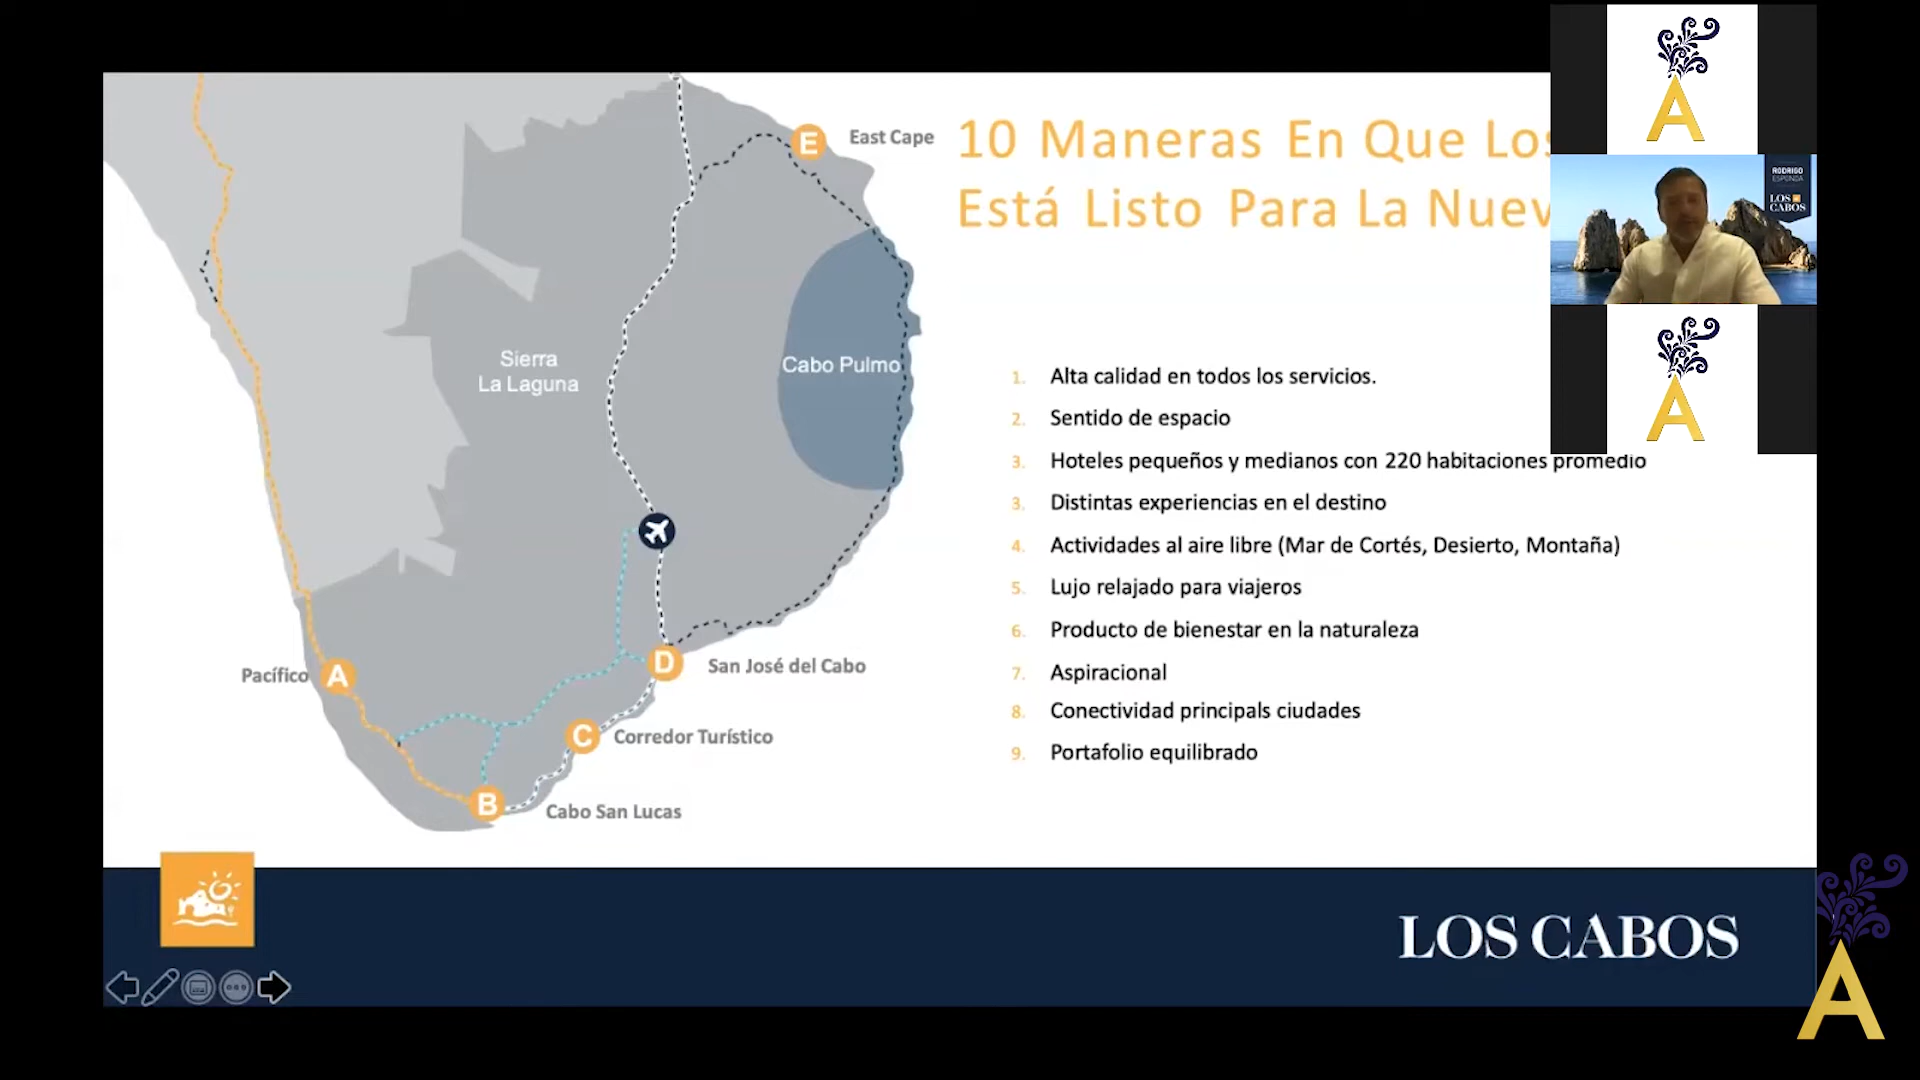 10 Maneras En Que Los
Está Listo Para La Nuev
1. Alta calidad en todos los servicios.
2. Sentido de espacio
3. Hoteles pequeños y medianos con 220 habitaciones promedio
3. Distintas experiencias en el destino
4. Actividades al aire libre (Mar de Cortés, Desierto, Montaña)
5. Lujo relajado para viajeros
6. Producto de bienestar en la naturaleza
7. Aspiracional
8. Conectividad principals ciudades
9. Portafolio equilibrado
E East Cape
Cabo Pulmo
Sierra
La Laguna
Pacífico A
D San José del Cabo
C Corredor Turístico
B Cabo San Lucas
LOS CABOS
A
RODRIGO
ESPONDA
LOS
CABOS
A
A